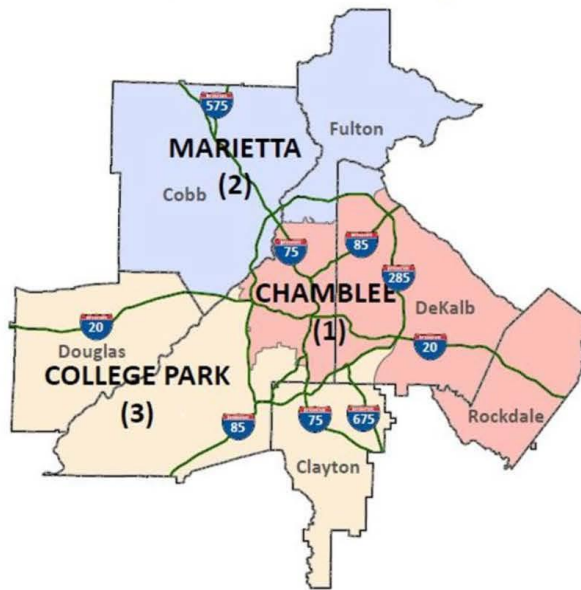 575
Fulton
MARIETTA
(2)
Cobb
75
85
285
CHAMBLEE
(1)
DeKalb
20
20
Douglas
COLLEGE PARK
(3)
85
75
675
Rockdale
Clayton